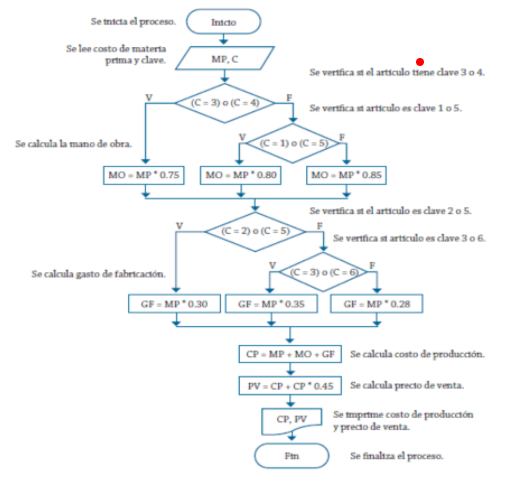 Se inicia el proceso.
Inicio
Se lee costo de materia
prima y clave.
MP, C
Se verifica si el artículo tiene clave 3 o 4.
V
(C = 3) o (C = 4)
F
Se verifica si artículo es clave 1 o 5.
Se calcula la mano de obra.
V
(C = 1) o (C = 5)
F
MO = MP * 0.75
MO = MP * 0.80
MO = MP * 0.85
Se verifica si el artículo es clave 2 o 5.
V
(C = 2) o (C = 5)
F
Se verifica si artículo es clave 3 o 6.
Se calcula gasto de fabricación.
V
(C = 3) o (C = 6)
F
GF = MP * 0.30
GF = MP * 0.35
GF = MP * 0.28
CP = MP + MO + GF
Se calcula costo de producción.
PV = CP + CP * 0.45
Se calcula precio de venta.
CP, PV
Se imprime costo de producción
y precio de venta.
Fin
Se finaliza el proceso.